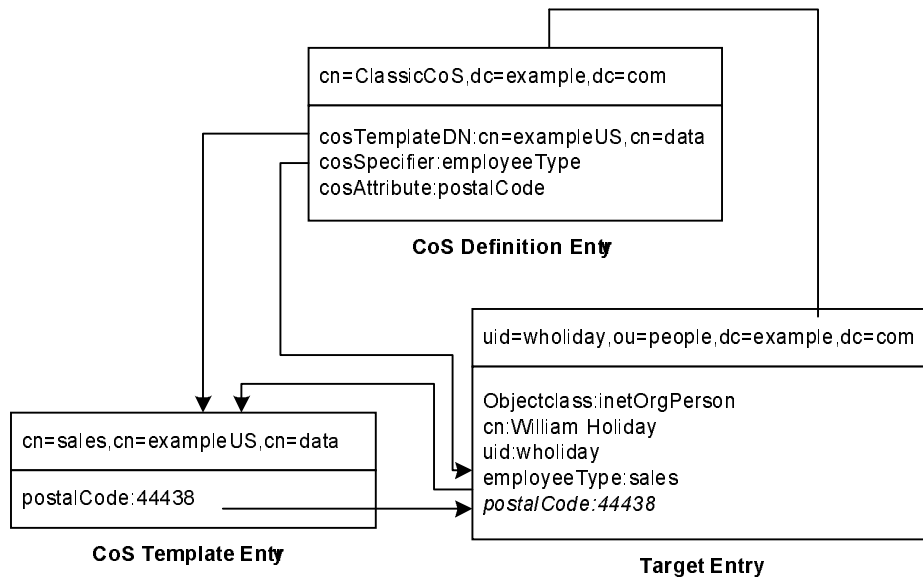 cn=ClassicCoS,dc=example,dc=com
cosTemplateDN:cn=exampleUS,cn=data
cosSpecifier:employeeType
cosAttribute:postalCode
CoS Definition Entry
uid=wholiday,ou=people,dc=example,dc=com
Objectclass:inetOrgPerson
cn:William Holiday
uid:wholiday
employeeType:sales
postalCode:44438
Target Entry
cn=sales,cn=exampleUS,cn=data
postalCode:44438
CoS Template Entry